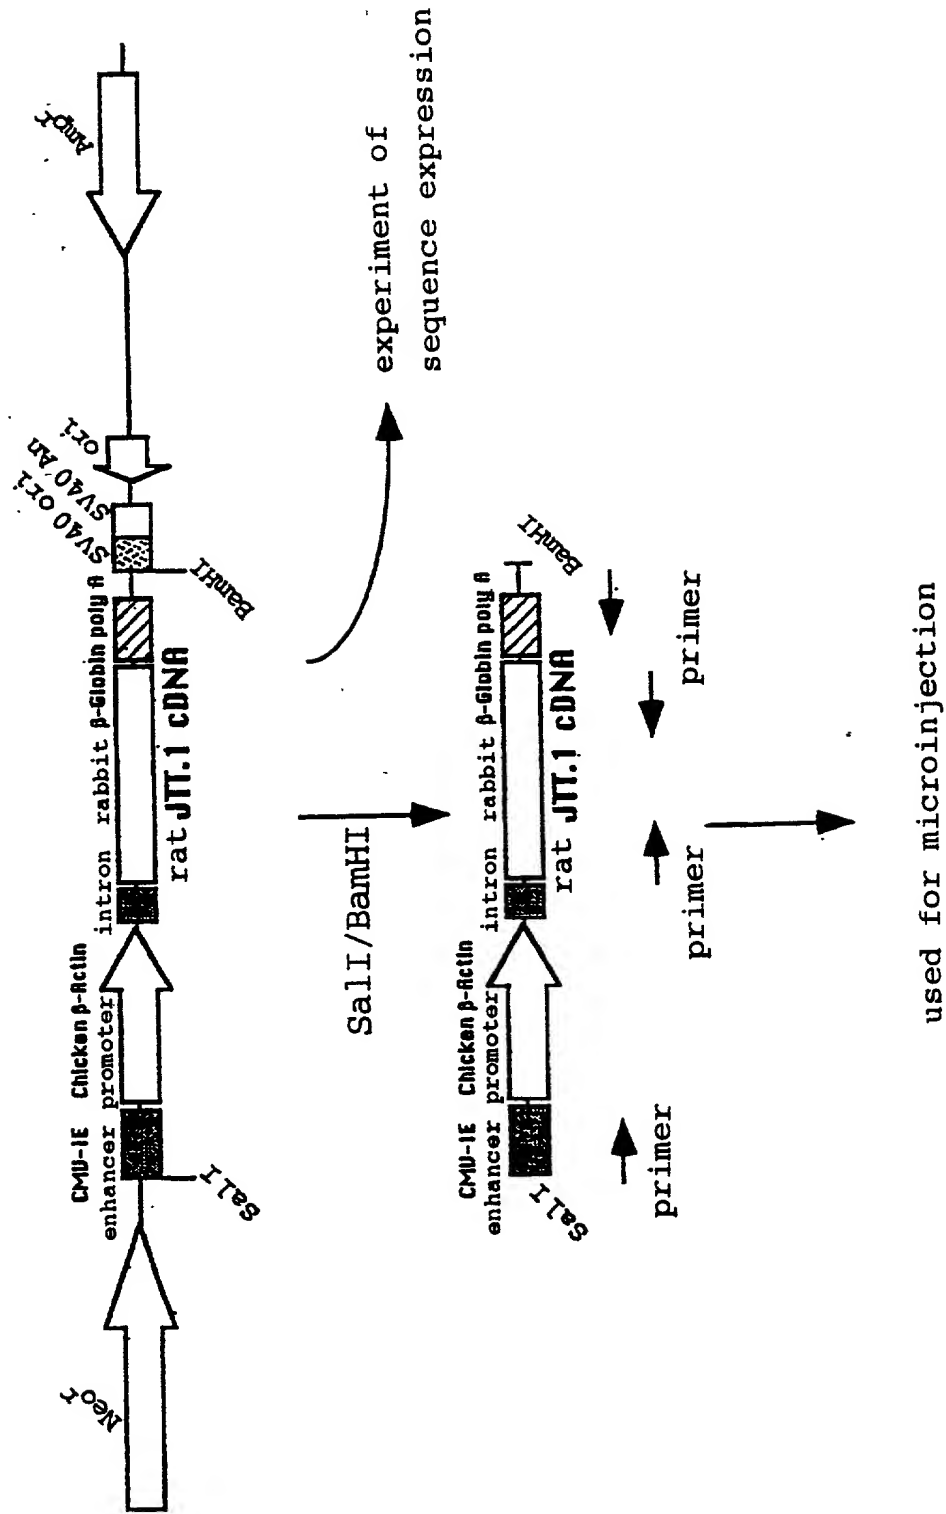 Neo^r
SalI
CMU-IE
enhancer
Chicken β-Actin
promoter
intron
rabbit β-Globin poly A
rat JTT.1 cDNA
BamHI
SV40 ori
SV40 An
ori
Amp^r
SalI/BamHI
experiment of
sequence expression
CMU-IE
enhancer
SalI
Chicken β-Actin
promoter
intron
rabbit β-Globin poly A
rat JTT.1 cDNA
BamHI
primer
primer
primer
used for microinjection